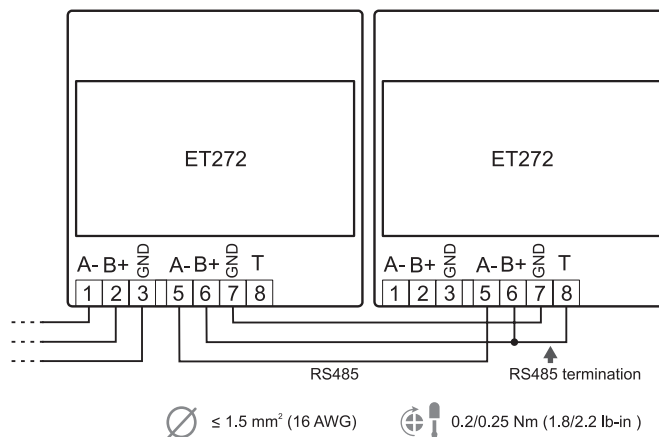 ET272 ET272
A- B+ GND A- B+ GND T A- B+ GND A- B+ GND T
1 2 3 5 6 7 8 1 2 3 5 6 7 8
RS485 RS485 termination
≤ 1.5 mm² (16 AWG) 0.2/0.25 Nm (1.8/2.2 lb-in )